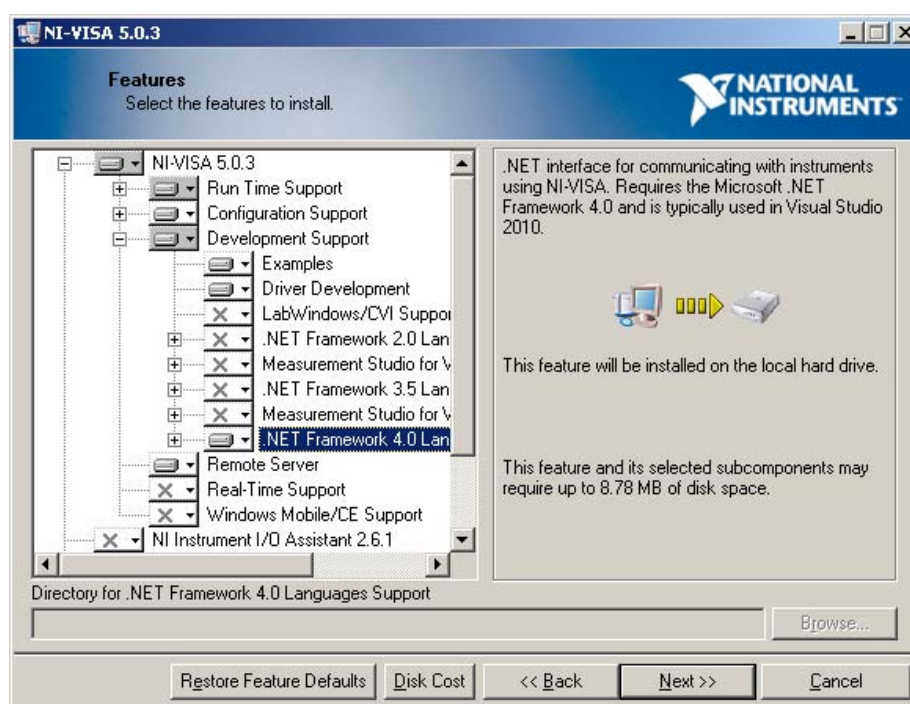 NI-VISA 5.0.3
Features
Select the features to install.
NATIONAL
INSTRUMENTS
NI-VISA 5.0.3
Run Time Support
Configuration Support
Development Support
Examples
Driver Development
LabWindows/CVI Suppor
.NET Framework 2.0 Lan
Measurement Studio for V
.NET Framework 3.5 Lan
Measurement Studio for V
.NET Framework 4.0 Lan
Remote Server
Real-Time Support
Windows Mobile/CE Support
NI Instrument I/O Assistant 2.6.1
.NET interface for communicating with instruments
using NI-VISA. Requires the Microsoft .NET
Framework 4.0 and is typically used in Visual Studio
2010.
This feature will be installed on the local hard drive.
This feature and its selected subcomponents may
require up to 8.78 MB of disk space.
Directory for .NET Framework 4.0 Languages Support
Browse...
Restore Feature Defaults Disk Cost << Back Next >> Cancel